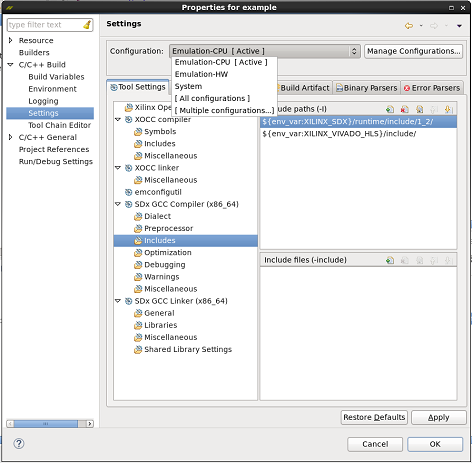 Properties for example
type filter text
Resource
Builders
C/C++ Build
Build Variables
Environment
Logging
Settings
Tool Chain Editor
C/C++ General
Project References
Run/Debug Settings
Settings
Configuration:
Emulation-CPU [ Active ]
Manage Configurations...
Emulation-CPU [ Active ]
Emulation-HW
System
[ All configurations ]
[ Multiple configurations...]
Tool Settings
Build Artifact
Binary Parsers
Error Parsers
Xilinx Ope
XOCC compiler
Symbols
Includes
Miscellaneous
XOCC linker
Miscellaneous
emconfigutil
SDx GCC Compiler (x86_64)
Dialect
Preprocessor
Includes
Optimization
Debugging
Warnings
Miscellaneous
SDx GCC Linker (x86_64)
General
Libraries
Miscellaneous
Shared Library Settings
ude paths (-I)
${env_var:XILINX_SDX}/runtime/include/1_2/
${env_var:XILINX_VIVADO_HLS}/include/
Include files (-include)
Restore Defaults
Apply
Cancel
OK